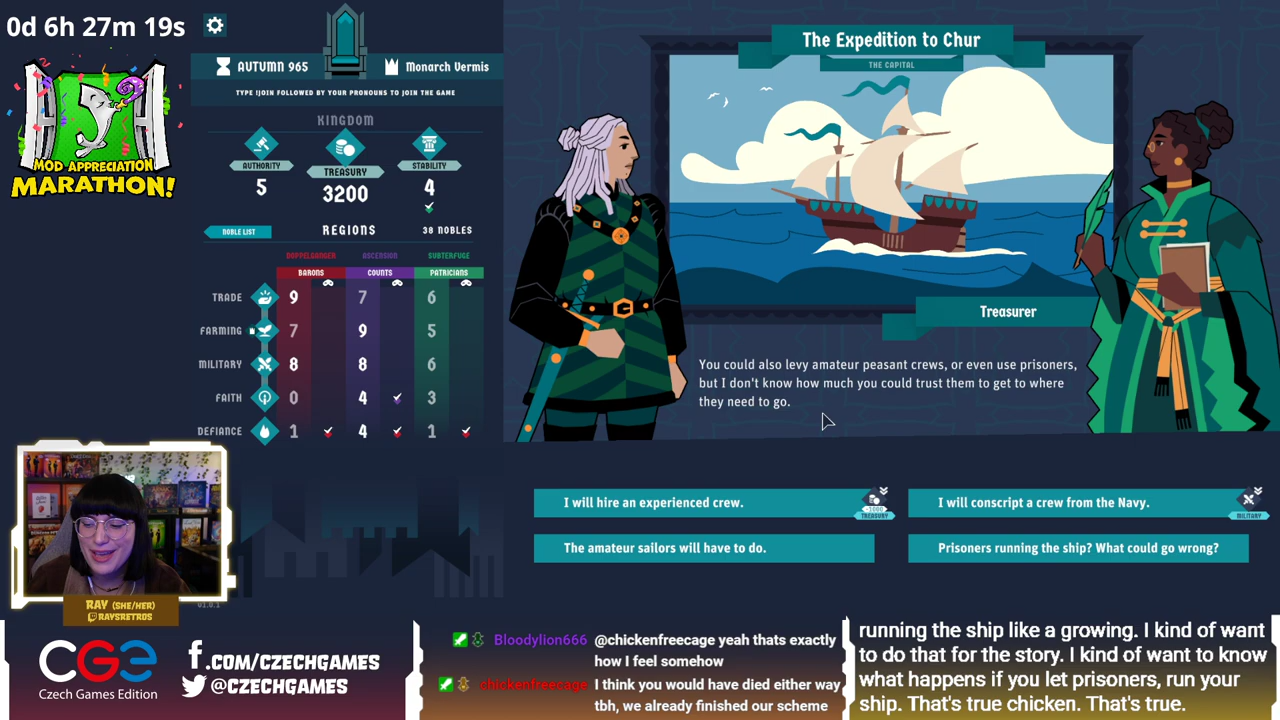 0d 6h 27m 19s
MOD APPRECIATION
MARATHON!
AUTUMN 965
Monarch Vermis
TYPE !JOIN FOLLOWED BY YOUR PRONOUNS TO JOIN THE GAME
KINGDOM
AUTHORITY
TREASURY
STABILITY
5
3200
4
NOBLE LIST
REGIONS
38 NOBLES
DOPPELGANGER
ASCENSION
SUBTERFUGE
BARONS
COUNTS
PATRICIANS
TRADE 9 7 6
FARMING 7 9 5
MILITARY 8 8 6
FAITH 0 4 3
DEFIANCE 1 4 1
The Expedition to Chur
THE CAPITAL
Treasurer
You could also levy amateur peasant crews, or even use prisoners,
but I don't know how much you could trust them to get to where
they need to go.
I will hire an experienced crew.
TREASURY
I will conscript a crew from the Navy.
MILITARY
The amateur sailors will have to do.
Prisoners running the ship? What could go wrong?
RAY (SHE/HER)
RAYSRETROS
V1.0.1
CGE
Czech Games Edition
f.COM/CZECHGAMES
@CZECHGAMES
Bloodylion666 @chickenfreecage yeah thats exactly
how I feel somehow
chickenfreecage I think you would have died either way
tbh, we already finished our scheme
running the ship like a growing. I kind of want
to do that for the story. I kind of want to know
what happens if you let prisoners, run your
ship. That's true chicken. That's true.